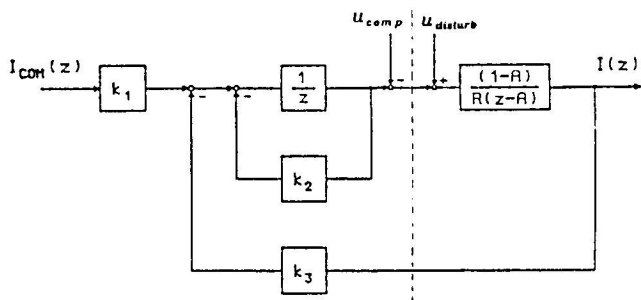 u_comp u_disturb
I_COM(z) I(z)
k_1
- -
1
z
- +
(1-A)
R(z-A)
k_2
k_3